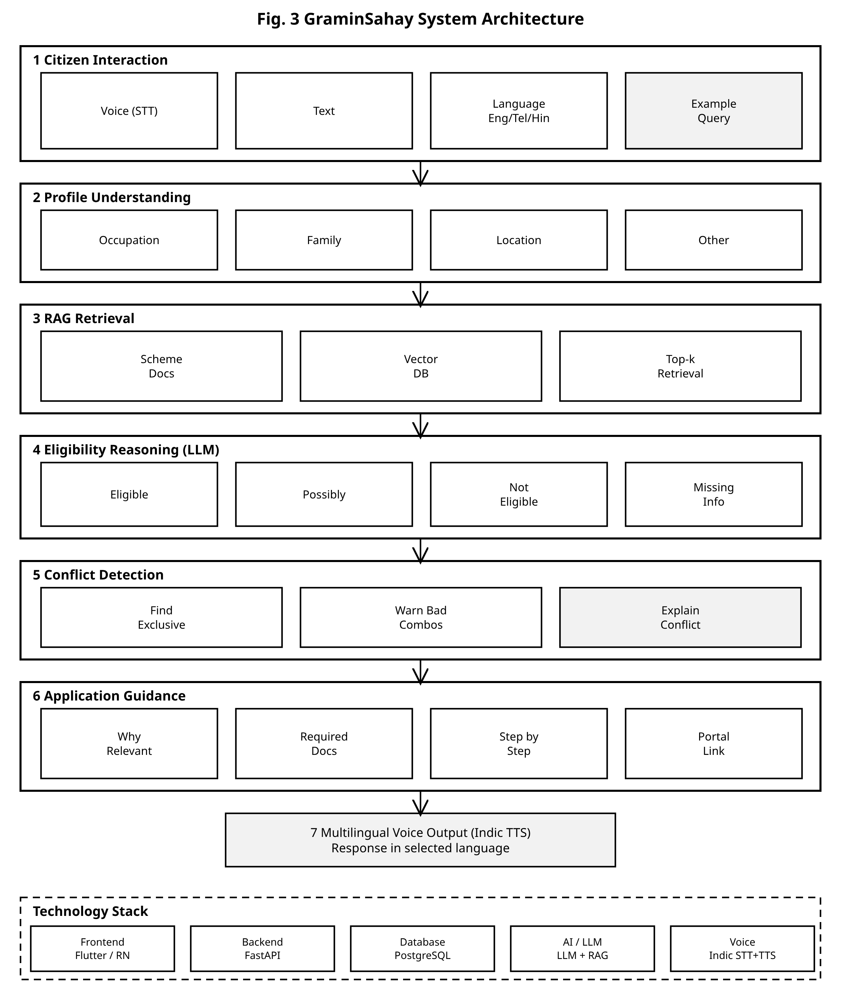 Fig. 3 GraminSahay System Architecture
1 Citizen Interaction
Voice (STT)
Text
Language
Eng/Tel/Hin
Example
Query
2 Profile Understanding
Occupation
Family
Location
Other
3 RAG Retrieval
Scheme
Docs
Vector
DB
Top-k
Retrieval
4 Eligibility Reasoning (LLM)
Eligible
Possibly
Not
Eligible
Missing
Info
5 Conflict Detection
Find
Exclusive
Warn Bad
Combos
Explain
Conflict
6 Application Guidance
Why
Relevant
Required
Docs
Step by
Step
Portal
Link
7 Multilingual Voice Output (Indic TTS)
Response in selected language
Technology Stack
Frontend
Flutter / RN
Backend
FastAPI
Database
PostgreSQL
AI / LLM
LLM + RAG
Voice
Indic STT+TTS